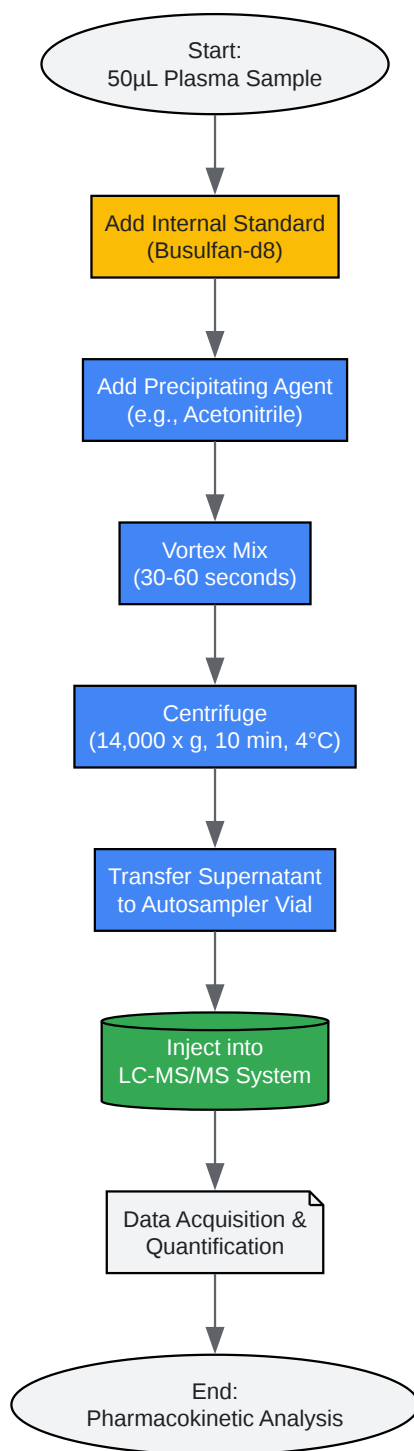 Start:
50µL Plasma Sample
Add Internal Standard
(Busulfan-d8)
Add Precipitating Agent
(e.g., Acetonitrile)
Vortex Mix
(30-60 seconds)
Centrifuge
(14,000 x g, 10 min, 4°C)
Transfer Supernatant
to Autosampler Vial
Inject into
LC-MS/MS System
Data Acquisition &
Quantification
End:
Pharmacokinetic Analysis